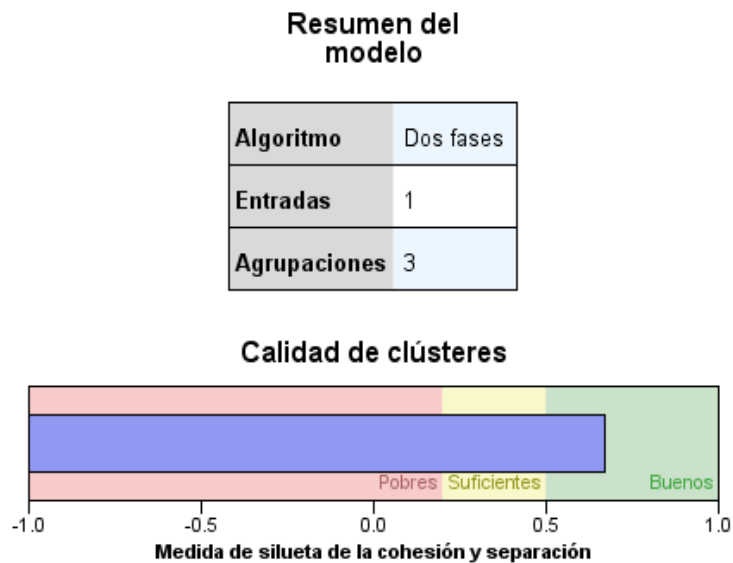 Resumen del
modelo
Algoritmo Dos fases
Entradas 1
Agrupaciones 3
Calidad de clústeres
Pobres Suficientes Buenos
-1.0 -0.5 0.0 0.5 1.0
Medida de silueta de la cohesión y separación